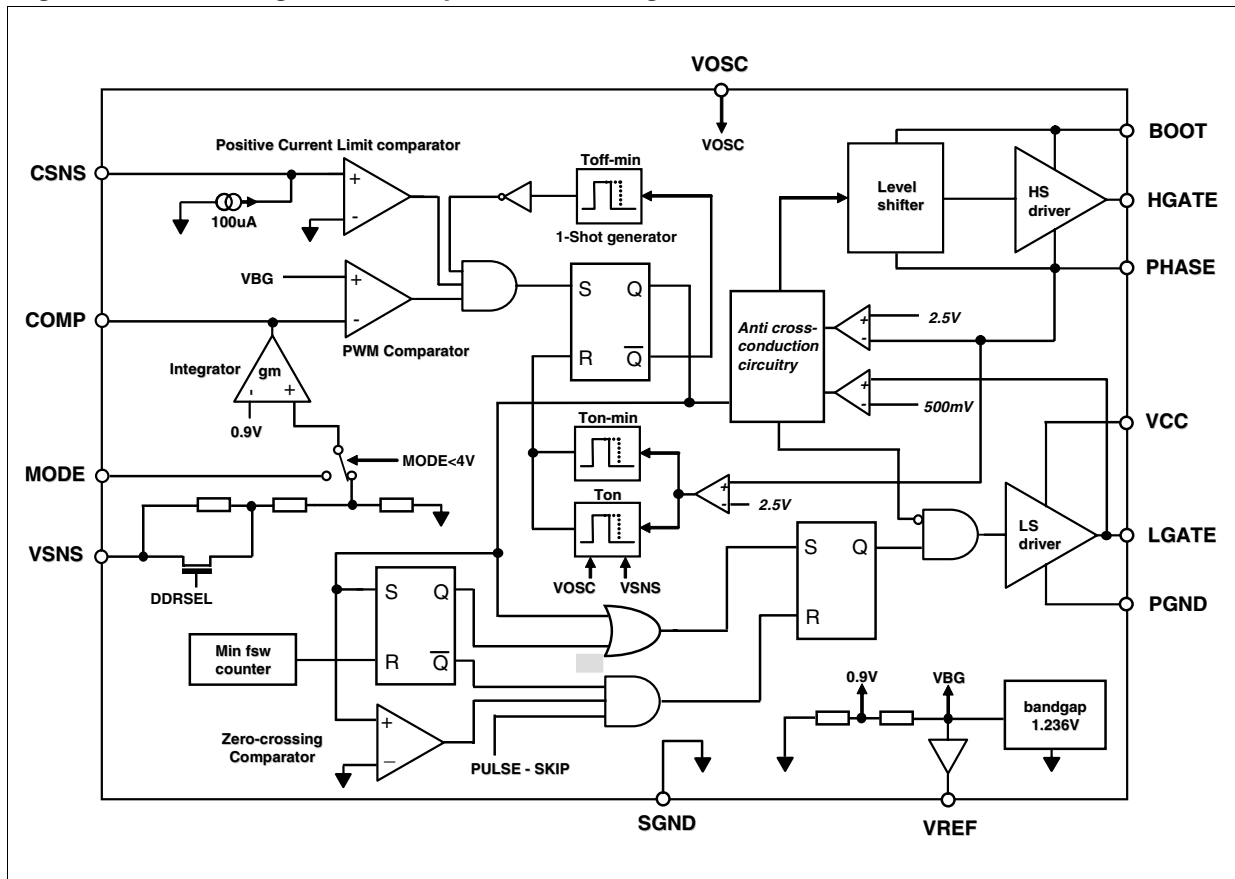 VOSC
VOSC
BOOT
HGATE
PHASE
Level
shifter
HS
driver
Positive Current Limit comparator
CSNS
+
-
100uA
Toff-min
1-Shot generator
VBG
+
-
COMP
PWM Comparator
Integrator
gm
-
+
0.9V
S
Q
R
Q
Anti cross-
conduction
circuitry
+
-
2.5V
+
-
500mV
MODE
MODE<4V
VSNS
DDRSEL
Ton-min
Ton
VOSC
VSNS
+
-
2.5V
VCC
LS
driver
LGATE
PGND
S
Q
R
S
Q
R
Q
Min fsw
counter
+
–
Zero-crossing
Comparator
PULSE - SKIP
0.9V
VBG
bandgap
1.236V
SGND
VREF